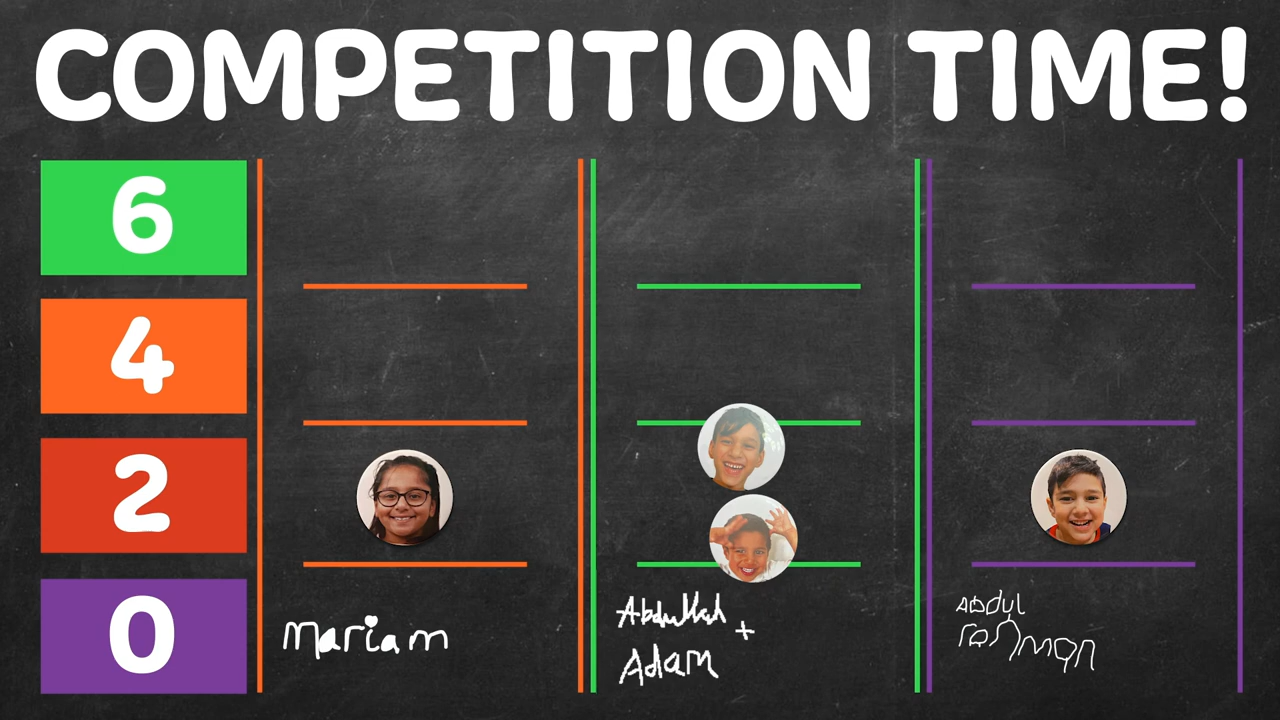 COMPETITION TIME!
6
4
2
0
mariam
Abdullah +
Adam
Abdul
rahman